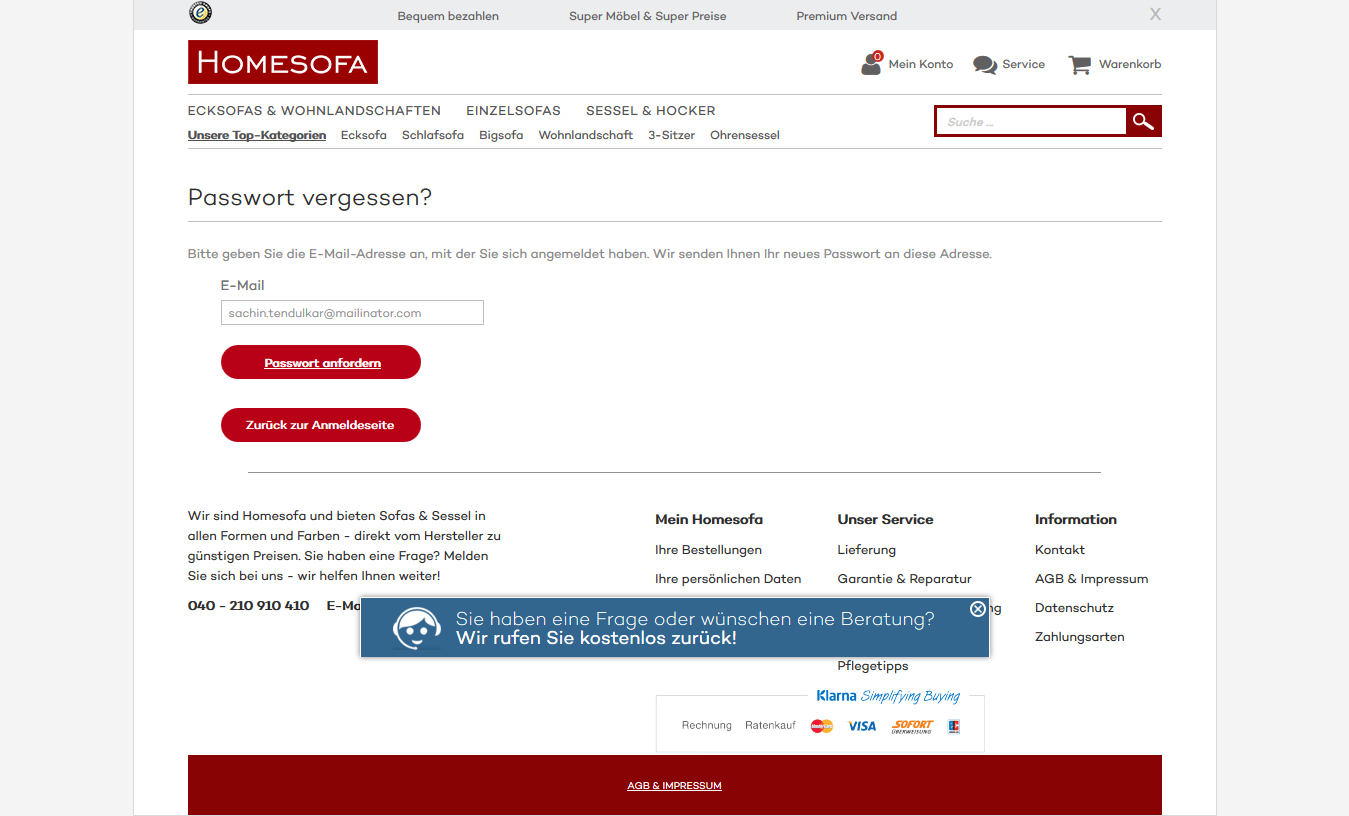 Bequem bezahlen Super Möbel & Super Preise Premium Versand X
HOMESOFA
0
Mein Konto Service Warenkorb
ECKSOFAS & WOHNLANDSCHAFTEN EINZELSOFAS SESSEL & HOCKER
Suche ...
Unsere Top-Kategorien Ecksofa Schlafsofa Bigsofa Wohnlandschaft 3-Sitzer Ohrensessel
Passwort vergessen?
Bitte geben Sie die E-Mail-Adresse an, mit der Sie sich angemeldet haben. Wir senden Ihnen Ihr neues Passwort an diese Adresse.
E-Mail
sachin.tendulkar@mailinator.com
Passwort anfordern
Zurück zur Anmeldeseite
Wir sind Homesofa und bieten Sofas & Sessel in
allen Formen und Farben - direkt vom Hersteller zu
günstigen Preisen. Sie haben eine Frage? Melden
Sie sich bei uns - wir helfen Ihnen weiter!
040 - 210 910 410 E-Ma
Mein Homesofa
Ihre Bestellungen
Ihre persönlichen Daten
Unser Service
Lieferung
Garantie & Reparatur
ng
Pflegetipps
Information
Kontakt
AGB & Impressum
Datenschutz
Zahlungsarten
Sie haben eine Frage oder wünschen eine Beratung?
Wir rufen Sie kostenlos zurück!
Klarna Simplifying Buying
Rechnung Ratenkauf MasterCard VISA SOFORT
ÜBERWEISUNG
AGB & IMPRESSUM